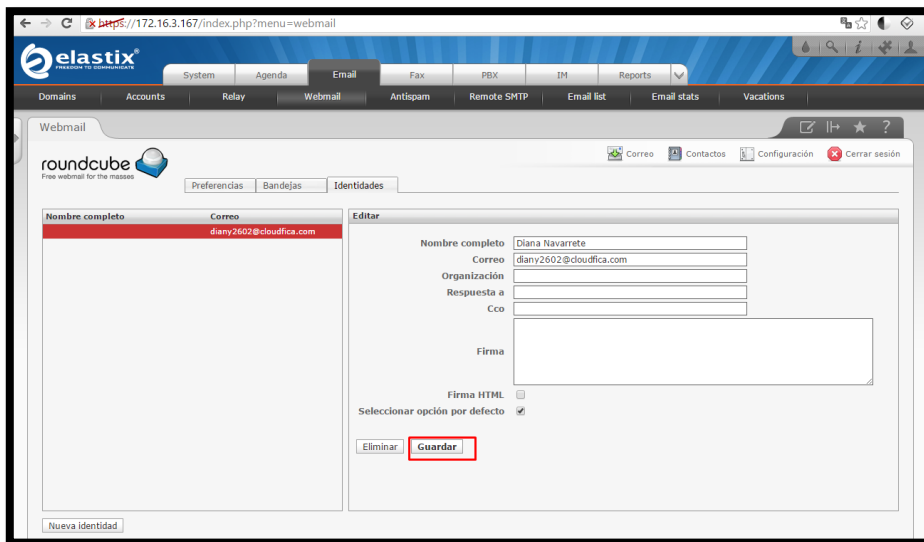 https://172.16.3.167/index.php?menu=webmail
elastix®
FREEDOM TO COMMUNICATE
System Agenda Email Fax PBX IM Reports
Domains Accounts Relay Webmail Antispam Remote SMTP Email list Email stats Vacations
Webmail
roundcube
Free webmail for the masses
Correo Contactos Configuración Cerrar sesión
Preferencias Bandejas Identidades
Nombre completo Correo
diany2602@cloudfica.com
Editar
Nombre completo Diana Navarrete
Correo diany2602@cloudfica.com
Organización
Respuesta a
Cco
Firma
Firma HTML
Seleccionar opción por defecto
Eliminar Guardar
Nueva identidad